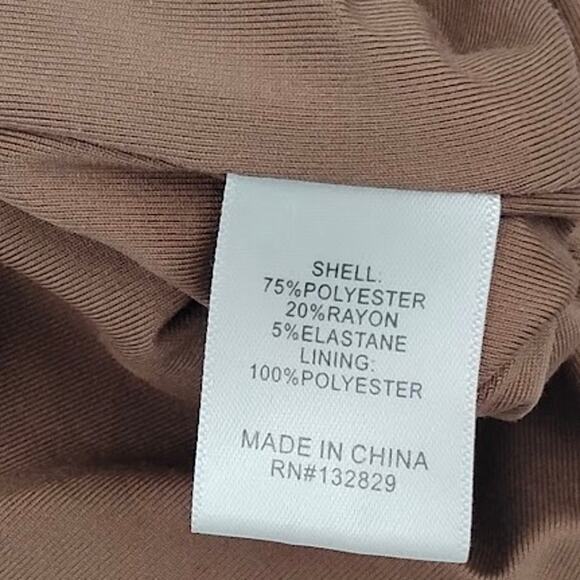 SHELL:
75%POLYESTER
20%RAYON
5%ELASTANE
LINING:
100%POLYESTER
MADE IN CHINA
RN#132829